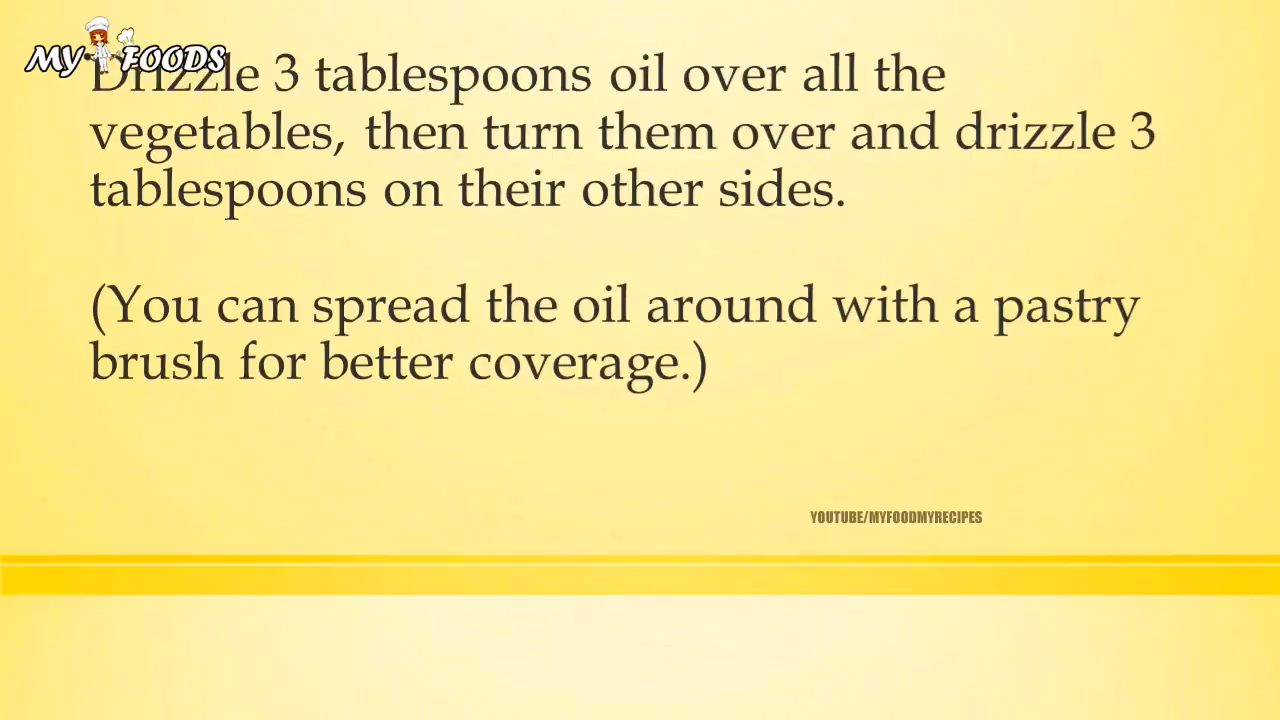 MY FOODS
Drizzle 3 tablespoons oil over all the
vegetables, then turn them over and drizzle 3
tablespoons on their other sides.
(You can spread the oil around with a pastry
brush for better coverage.)
YOUTUBE/MYFOODMYRECIPES